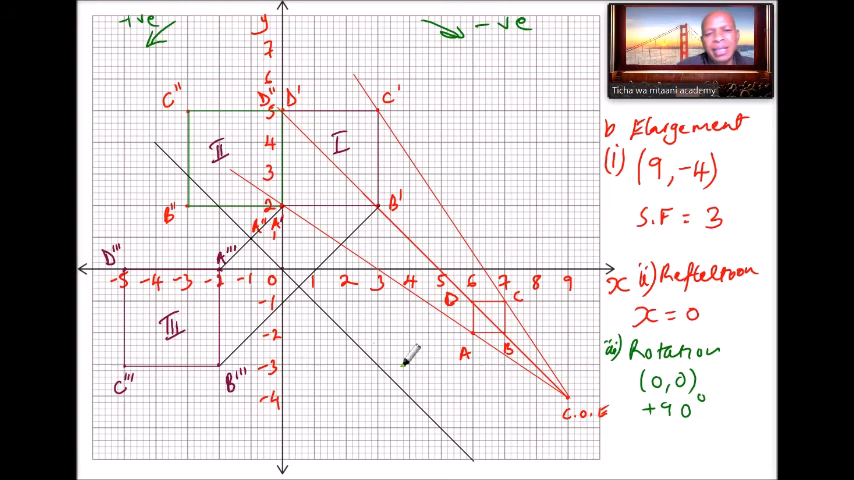 +ve
-ve
y
7
6
5
4
3
2
1
C" D" D' C'
II I
B" A" A' B'
D''' A'''
-5 -4 -3 -2 -1 0 1 2 3 4 5 6 7 8 9 x
D C
-1
III
-2
A B
-3
C''' B'''
-4
C.O.E
Ticha wa mtaani academy
b Elargement
(i) (9, -4)
S.F = 3
ii) Refteltoon
x = 0
iii) Rotation
(0,0)
+90°